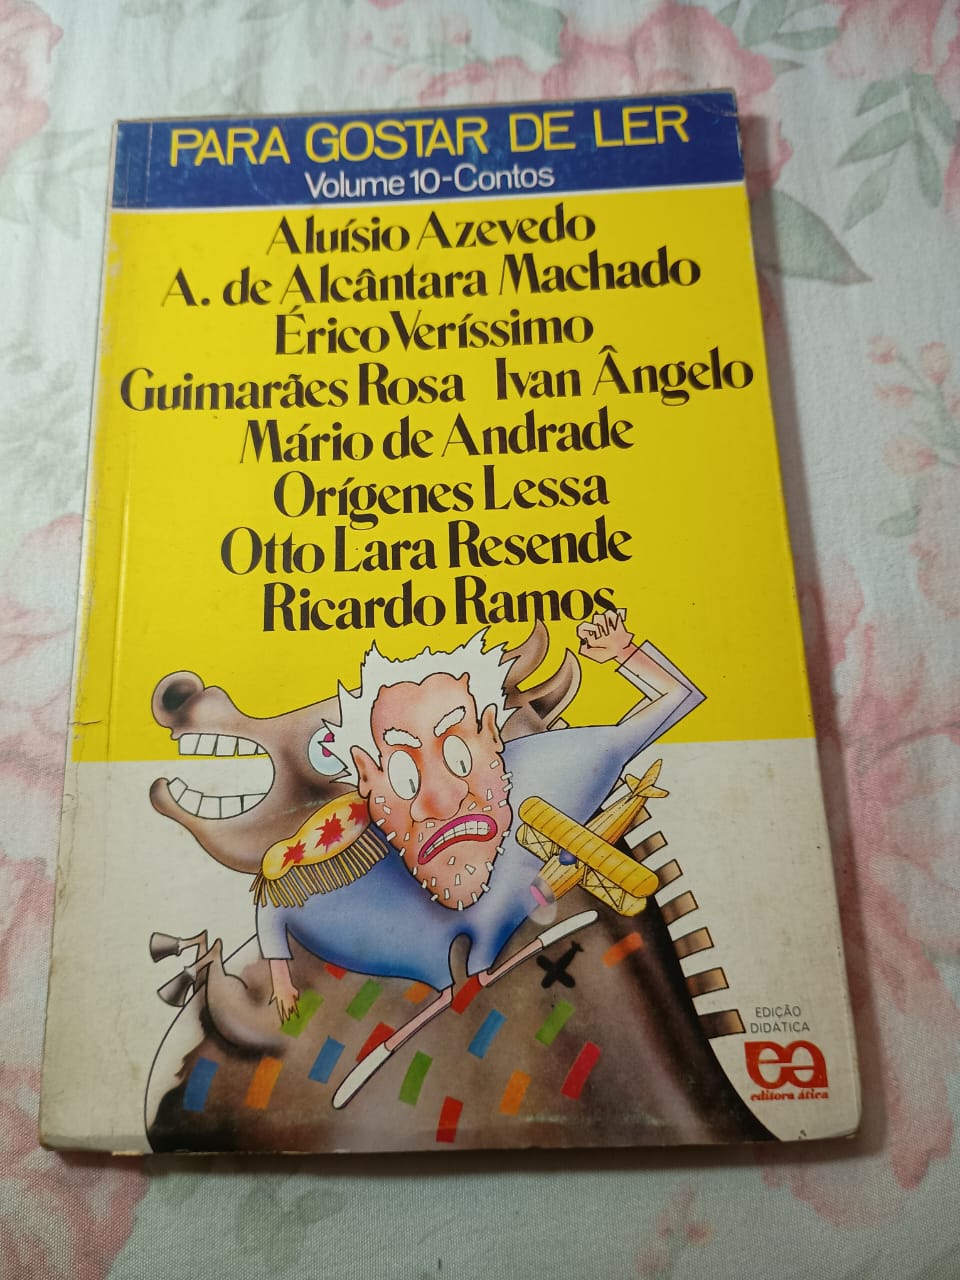 PARA GOSTAR DE LER
Volume 10-Contos
Aluísio Azevedo
A. de Alcântara Machado
Érico Veríssimo
Guimarães Rosa Ivan Ângelo
Mário de Andrade
Orígenes Lessa
Otto Lara Resende
Ricardo Ramos
EDIÇÃO
DIDÁTICA
ea
editora ática